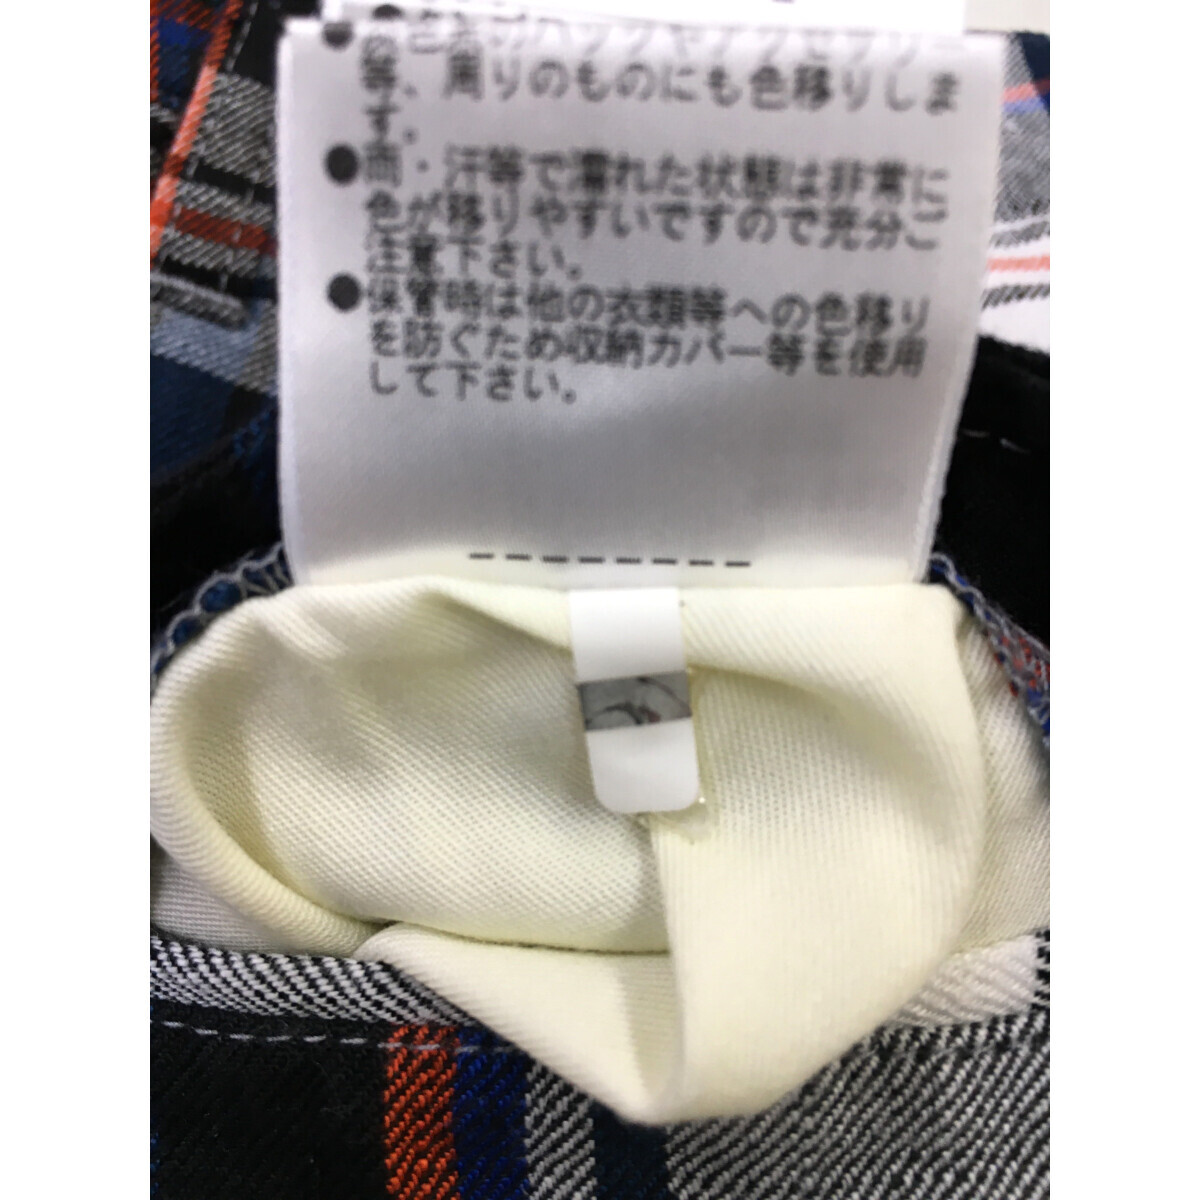 等、周りのものにも色移りしま
す。
●雨・汗等で濡れた状態は非常に
色が移りやすいですので充分ご
注意下さい。
●保管時は他の衣類等への色移り
を防ぐため収納カバー等を使用
して下さい。